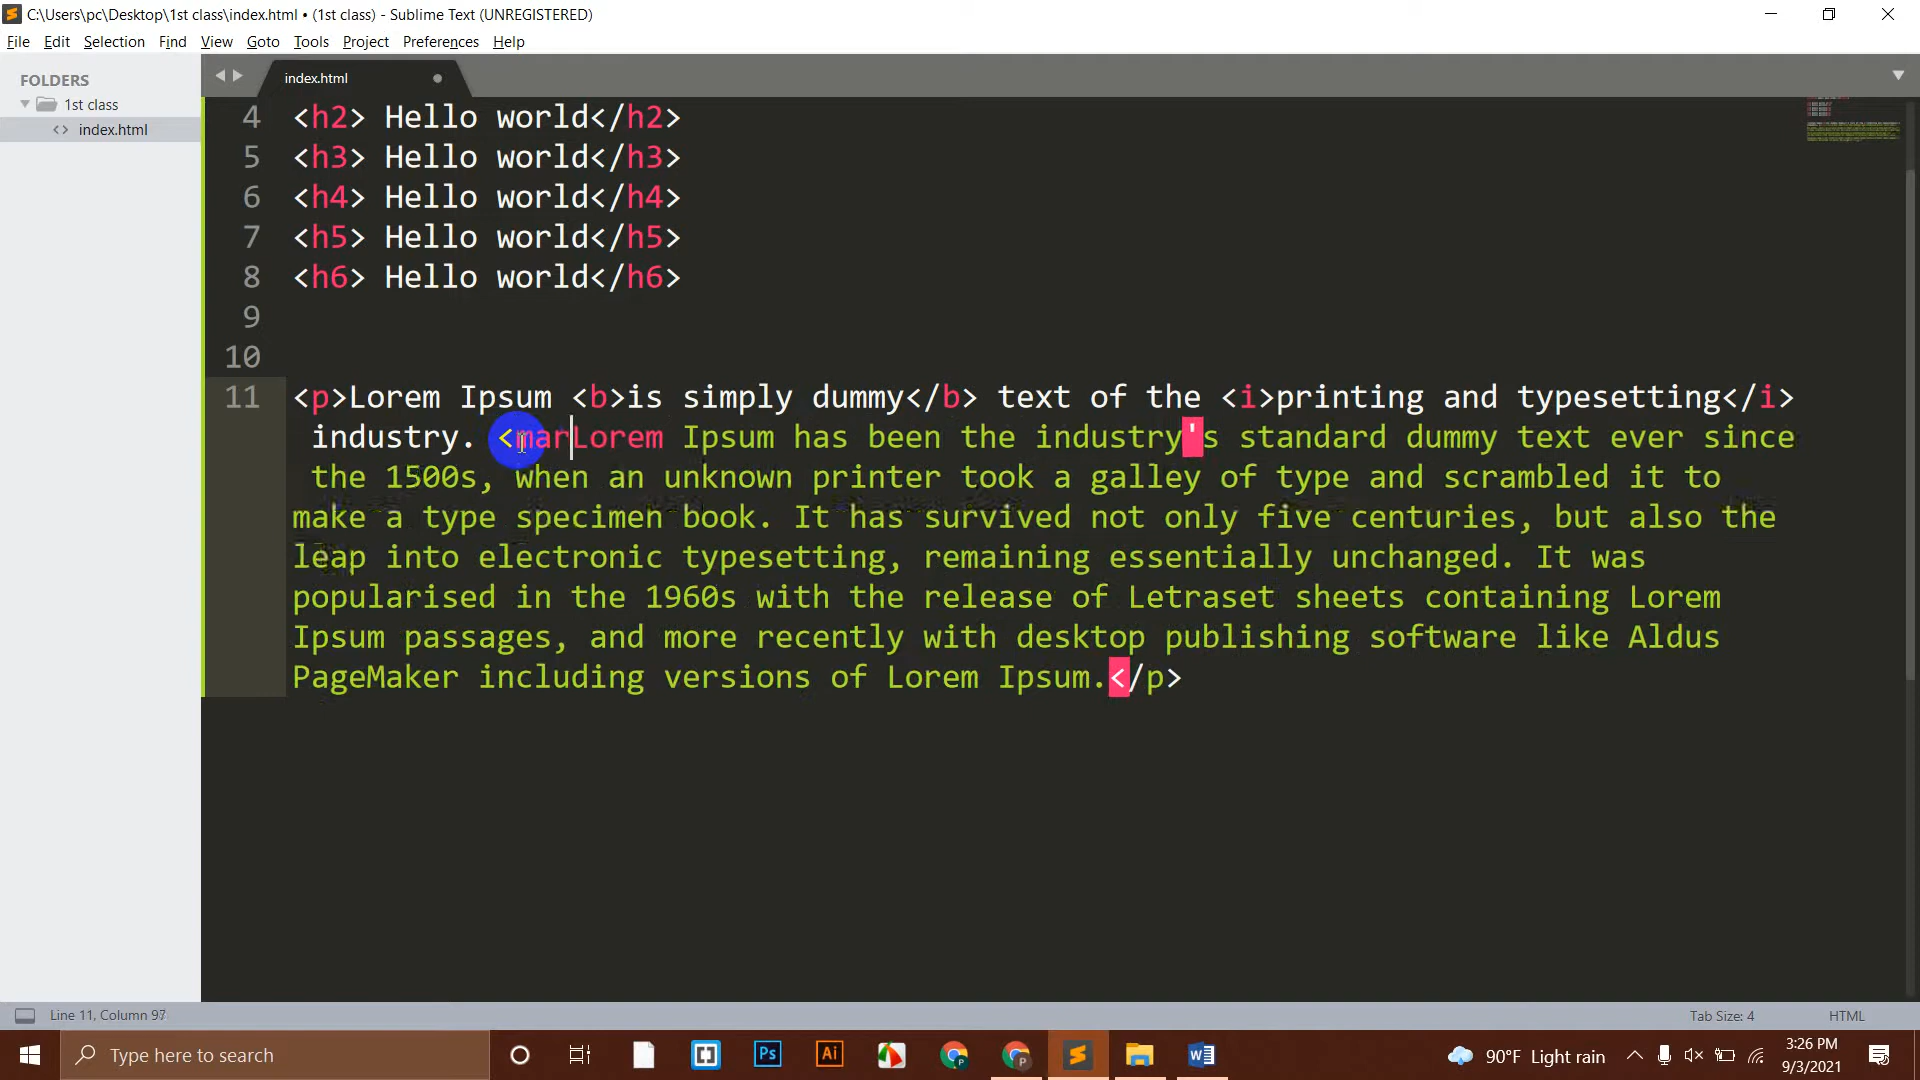 C:\Users\pc\Desktop\1st class\index.html • (1st class) - Sublime Text (UNREGISTERED)
File Edit Selection Find View Goto Tools Project Preferences Help
FOLDERS
1st class
index.html
index.html
4 <h2> Hello world</h2>
5 <h3> Hello world</h3>
6 <h4> Hello world</h4>
7 <h5> Hello world</h5>
8 <h6> Hello world</h6>
9
10
11 <p>Lorem Ipsum <b>is simply dummy</b> text of the <i>printing and typesetting</i>
industry. <marLorem Ipsum has been the industry's standard dummy text ever since
the 1500s, when an unknown printer took a galley of type and scrambled it to
make a type specimen book. It has survived not only five centuries, but also the
leap into electronic typesetting, remaining essentially unchanged. It was
popularised in the 1960s with the release of Letraset sheets containing Lorem
Ipsum passages, and more recently with desktop publishing software like Aldus
PageMaker including versions of Lorem Ipsum.</p>
Line 11, Column 97
Tab Size: 4
HTML
Type here to search
Ps
Ai
90°F Light rain
3:26 PM
9/3/2021